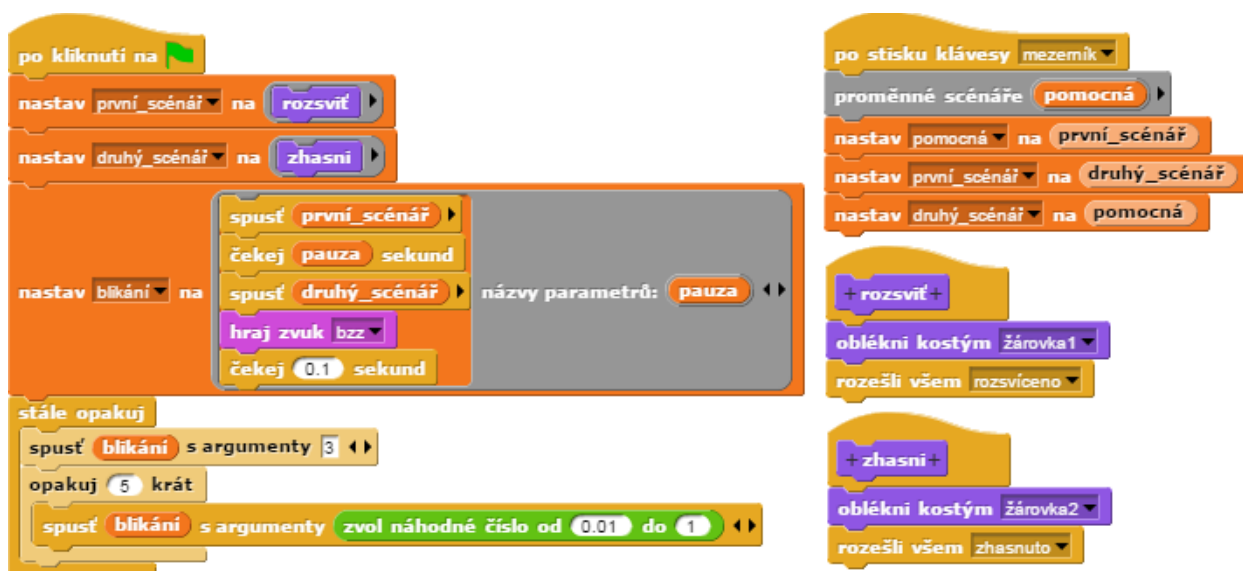 po kliknutí na
nastav první_scénář na rozsviť
nastav druhý_scénář na zhasni
nastav blikání na
spusť první_scénář
čekej pauza sekund
spusť druhý_scénář
hraj zvuk bzz
čekej 0.1 sekund
názvy parametrů: pauza
stále opakuj
spusť blikání s argumenty 3
opakuj 5 krát
spusť blikání s argumenty zvol náhodné číslo od 0.01 do 1
po stisku klávesy mezerník
proměnné scénáře pomocná
nastav pomocná na první_scénář
nastav první_scénář na druhý_scénář
nastav druhý_scénář na pomocná
+rozsviť+
oblékni kostým žárovka1
rozešli všem rozsvíceno
+zhasni+
oblékni kostým žárovka2
rozešli všem zhasnuto